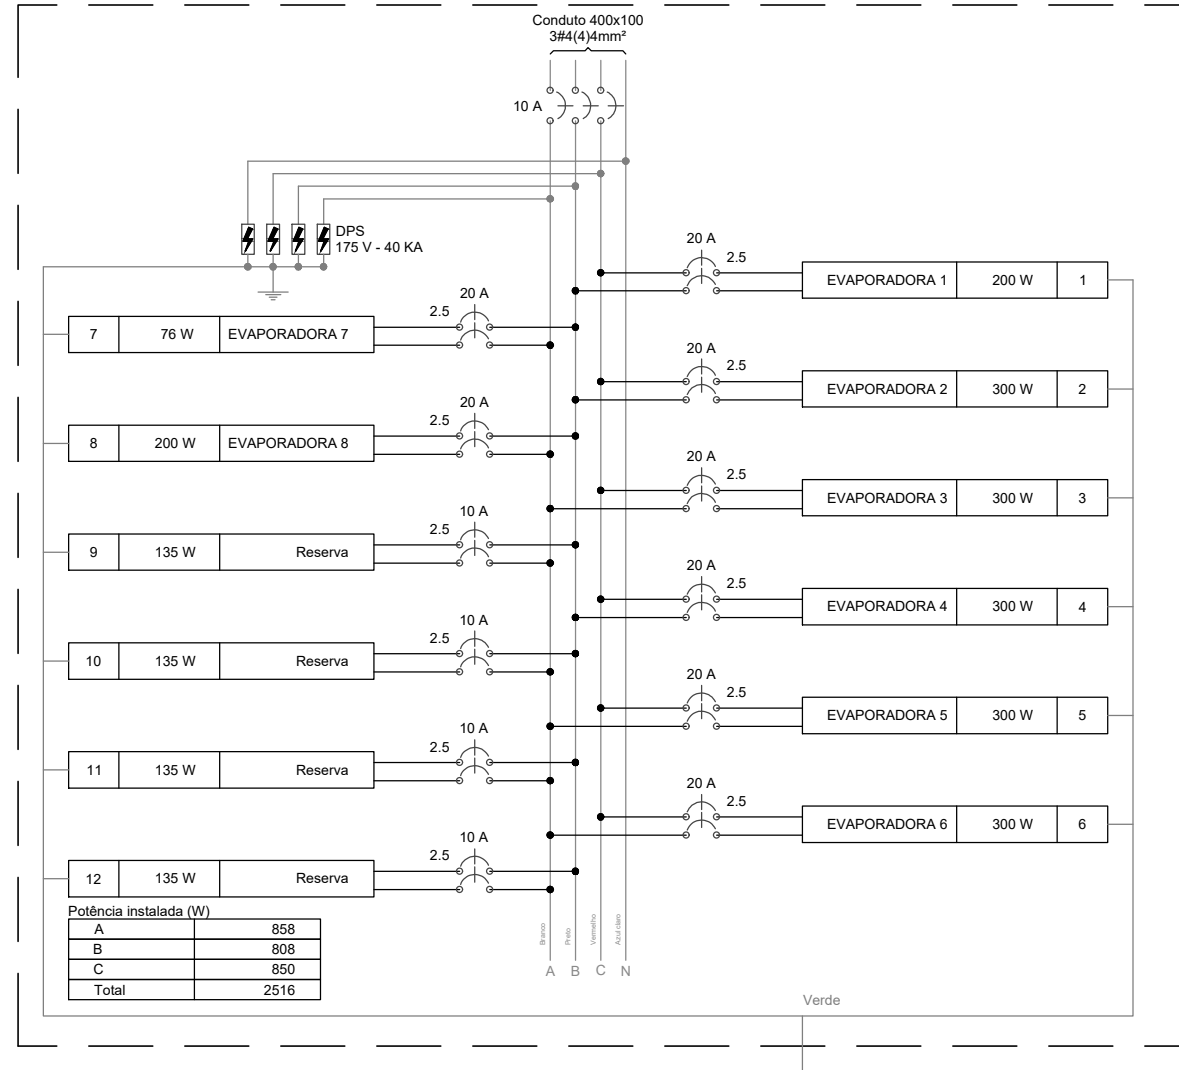 Conduto 400x100
3#4(4)4mm²
10 A
DPS
175 V - 40 KA
20 A
2.5
EVAPORADORA 1 200 W 1
20 A
2.5
7 76 W EVAPORADORA 7
20 A
2.5
EVAPORADORA 2 300 W 2
20 A
2.5
8 200 W EVAPORADORA 8
20 A
2.5
EVAPORADORA 3 300 W 3
10 A
2.5
9 135 W Reserva
20 A
2.5
EVAPORADORA 4 300 W 4
10 A
2.5
10 135 W Reserva
20 A
2.5
EVAPORADORA 5 300 W 5
10 A
2.5
11 135 W Reserva
20 A
2.5
EVAPORADORA 6 300 W 6
10 A
2.5
12 135 W Reserva
Potência instalada (W)
A 858
B 808
C 850
Total 2516
Branco
Preto
Vermelho
Azul claro
A B C N
Verde